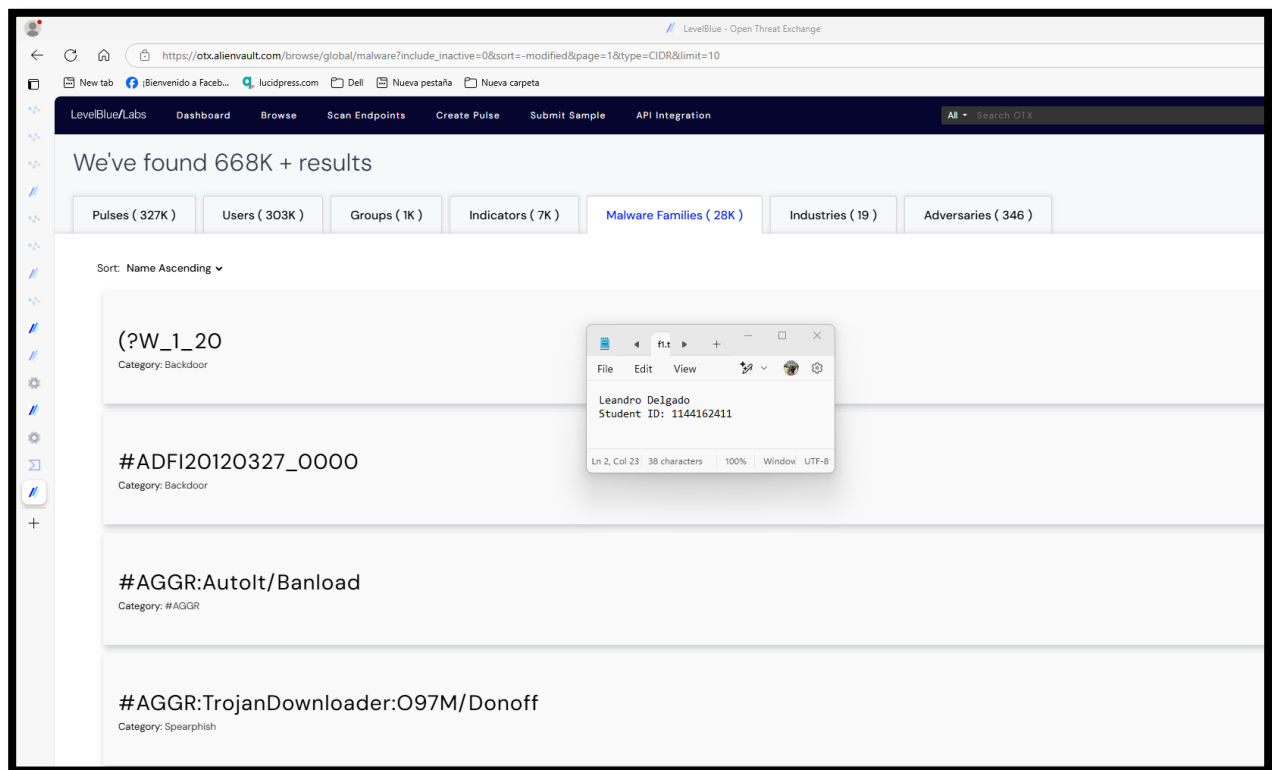 LevelBlue - Open Threat Exchange
https://otx.alienvault.com/browse/global/malware?include_inactive=0&sort=-modified&page=1&type=CIDR&limit=10
New tab ¡Bienvenido a Faceb... lucidpress.com Dell Nueva pestaña Nueva carpeta
LevelBlue/Labs Dashboard Browse Scan Endpoints Create Pulse Submit Sample API Integration All Search OTX
We've found 668K + results
Pulses ( 327K ) Users ( 303K ) Groups ( 1K ) Indicators ( 7K ) Malware Families ( 28K ) Industries ( 19 ) Adversaries ( 346 )
Sort: Name Ascending
(?W_1_20
Category: Backdoor
f1.t
File Edit View
Leandro Delgado
Student ID: 1144162411
Ln 2, Col 23 38 characters 100% Window UTF-8
#ADFI20120327_0000
Category: Backdoor
#AGGR:AutoIt/Banload
Category: #AGGR
#AGGR:TrojanDownloader:O97M/Donoff
Category: Spearphish